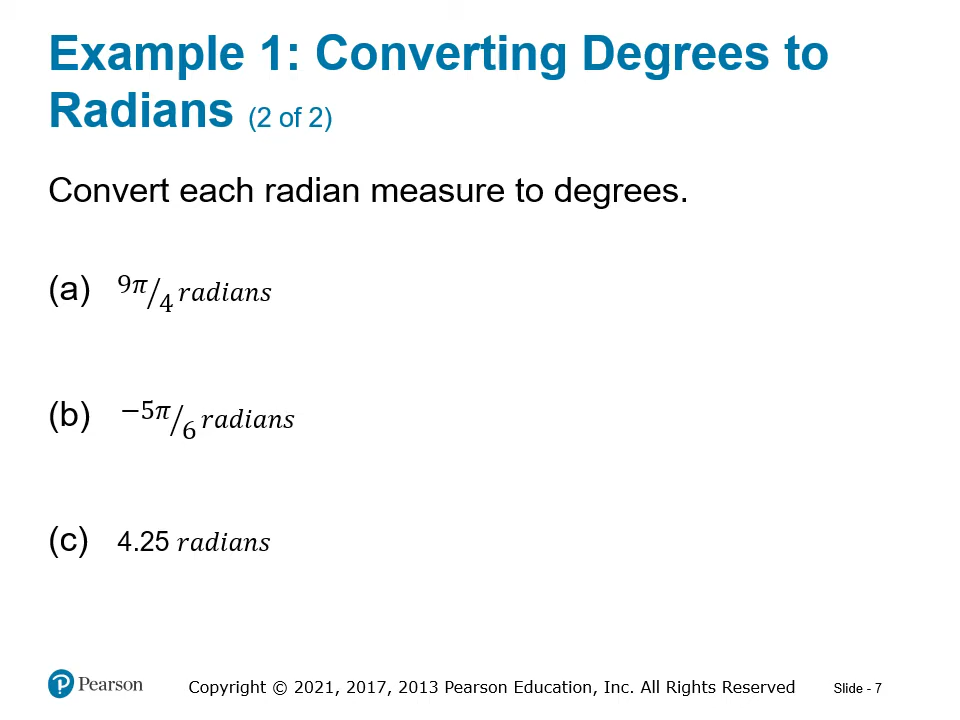 Example 1: Converting Degrees to
Radians (2 of 2)
Convert each radian measure to degrees.
(a) 9𝜋/4 𝑟𝑎𝑑𝑖𝑎𝑛𝑠
(b) −5𝜋/6 𝑟𝑎𝑑𝑖𝑎𝑛𝑠
(c) 4.25 𝑟𝑎𝑑𝑖𝑎𝑛𝑠
Pearson Copyright © 2021, 2017, 2013 Pearson Education, Inc. All Rights Reserved Slide - 7